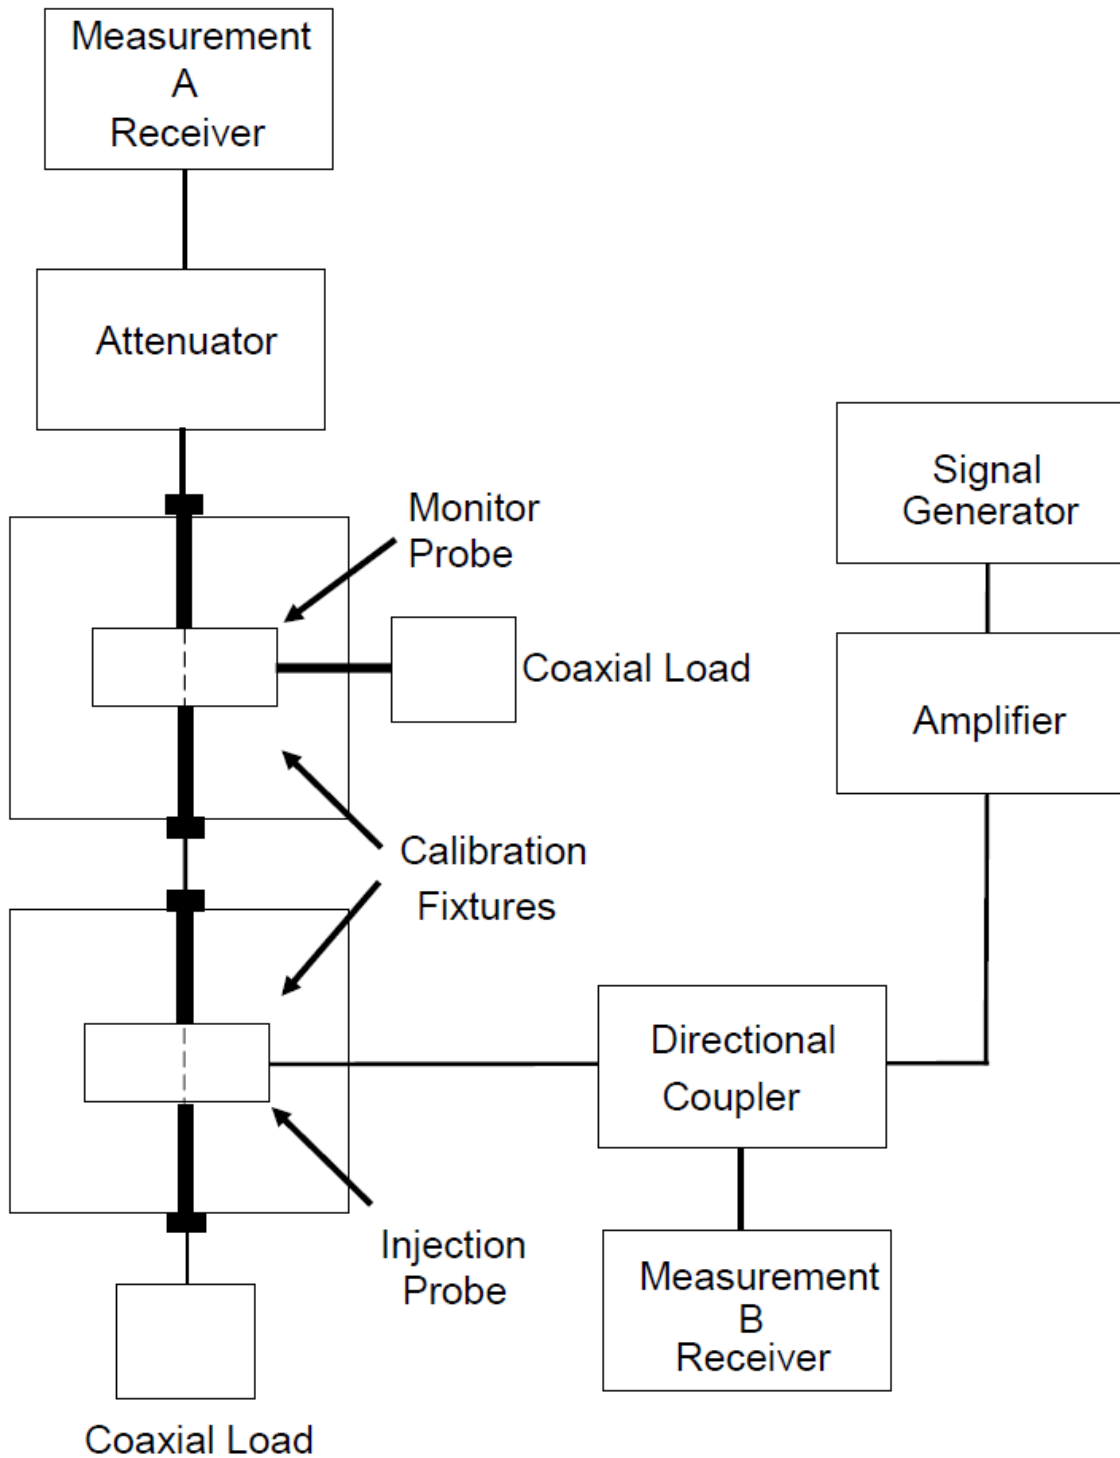 Measurement
A
Receiver
Attenuator
Monitor
Probe
Signal
Generator
Coaxial Load
Amplifier
Calibration
Fixtures
Directional
Coupler
Injection
Probe
Measurement
B
Receiver
Coaxial Load